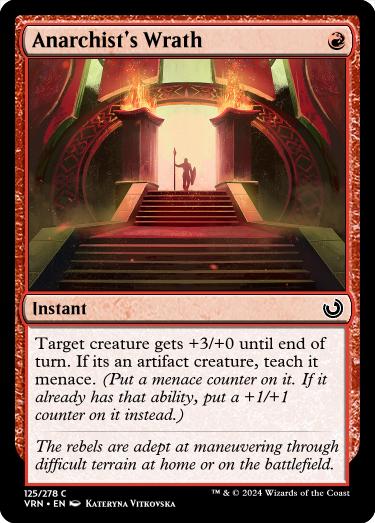 Anarchist's Wrath
Instant
Target creature gets +3/+0 until end of
turn. If its an artifact creature, teach it
menace. (Put a menace counter on it. If it
already has that ability, put a +1/+1
counter on it instead.)
The rebels are adept at maneuvering through
difficult terrain at home or on the battlefield.
125/278 C
VRN • EN KATERYNA VITKOVSKA
™ & © 2024 Wizards of the Coast